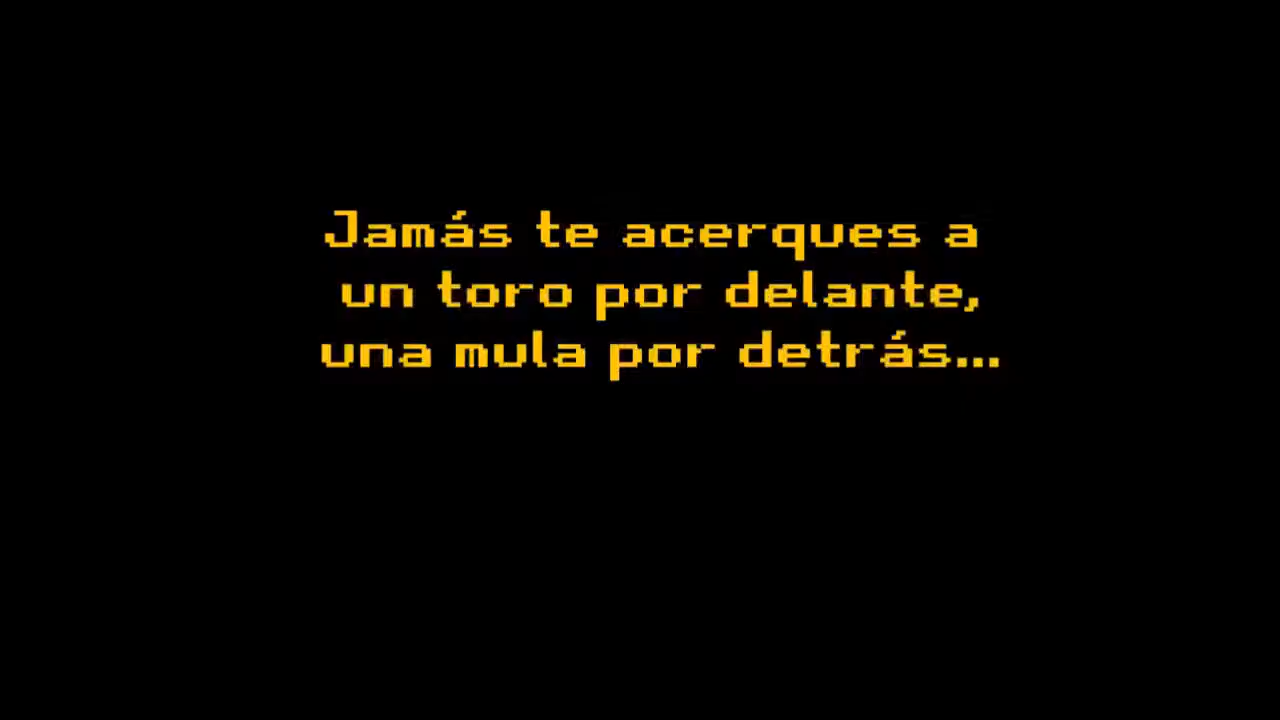 Jamás te acerques a
un toro por delante,
una mula por detrás...